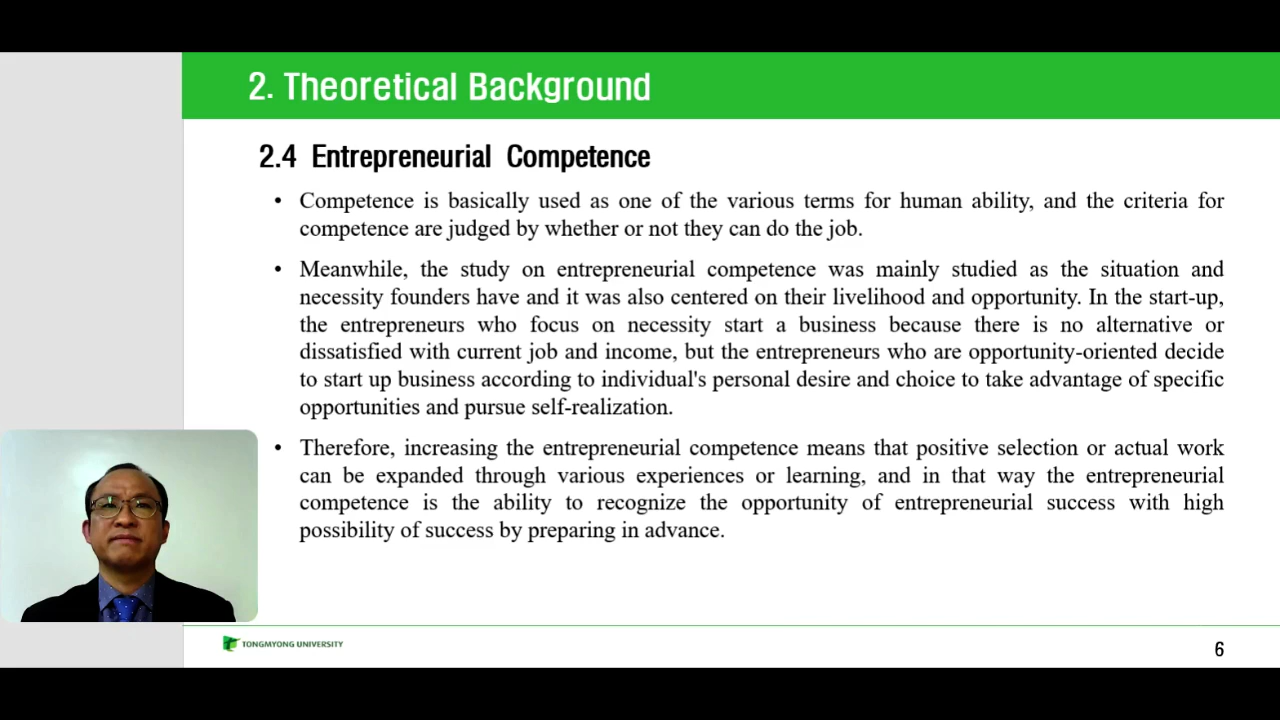 2. Theoretical Background
2.4 Entrepreneurial Competence
• Competence is basically used as one of the various terms for human ability, and the criteria for
competence are judged by whether or not they can do the job.
• Meanwhile, the study on entrepreneurial competence was mainly studied as the situation and
necessity founders have and it was also centered on their livelihood and opportunity. In the start-up,
the entrepreneurs who focus on necessity start a business because there is no alternative or
dissatisfied with current job and income, but the entrepreneurs who are opportunity-oriented decide
to start up business according to individual's personal desire and choice to take advantage of specific
opportunities and pursue self-realization.
• Therefore, increasing the entrepreneurial competence means that positive selection or actual work
can be expanded through various experiences or learning, and in that way the entrepreneurial
competence is the ability to recognize the opportunity of entrepreneurial success with high
possibility of success by preparing in advance.
TONGMYONG UNIVERSITY
6